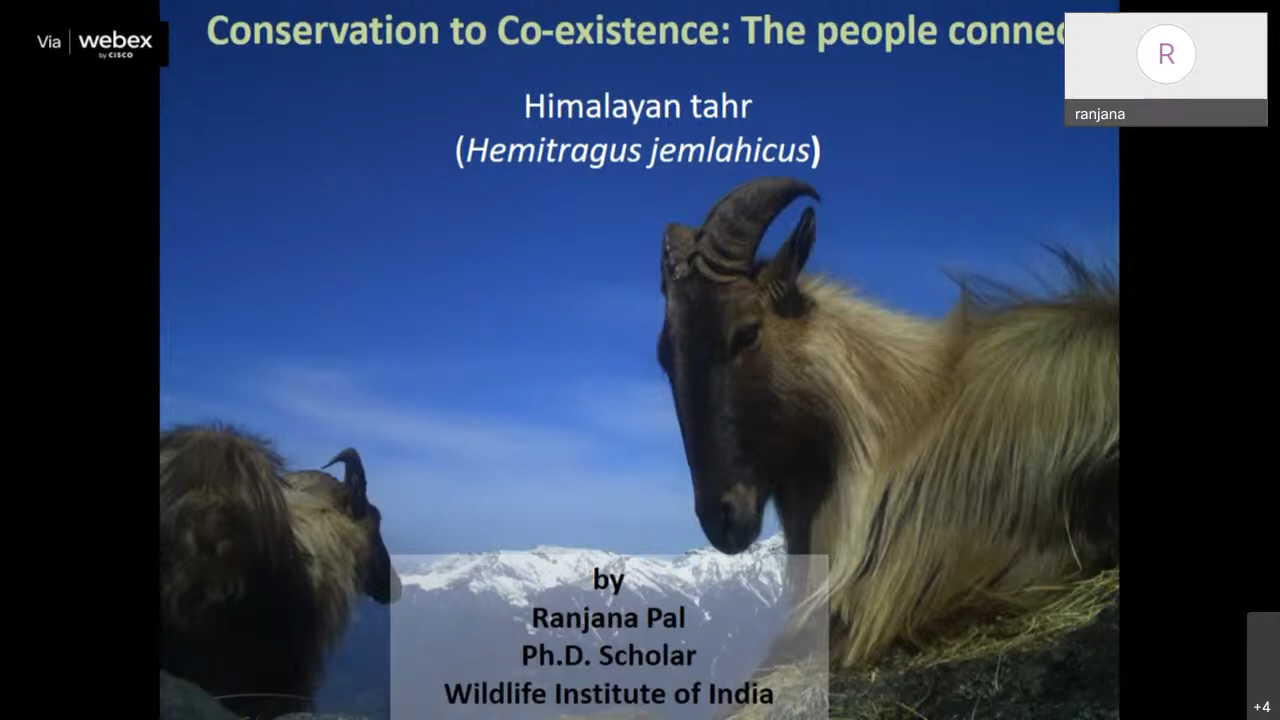 Via webex
by CISCO
Conservation to Co-existence: The people connec
R
ranjana
Himalayan tahr
(Hemitragus jemlahicus)
by
Ranjana Pal
Ph.D. Scholar
Wildlife Institute of India
+4